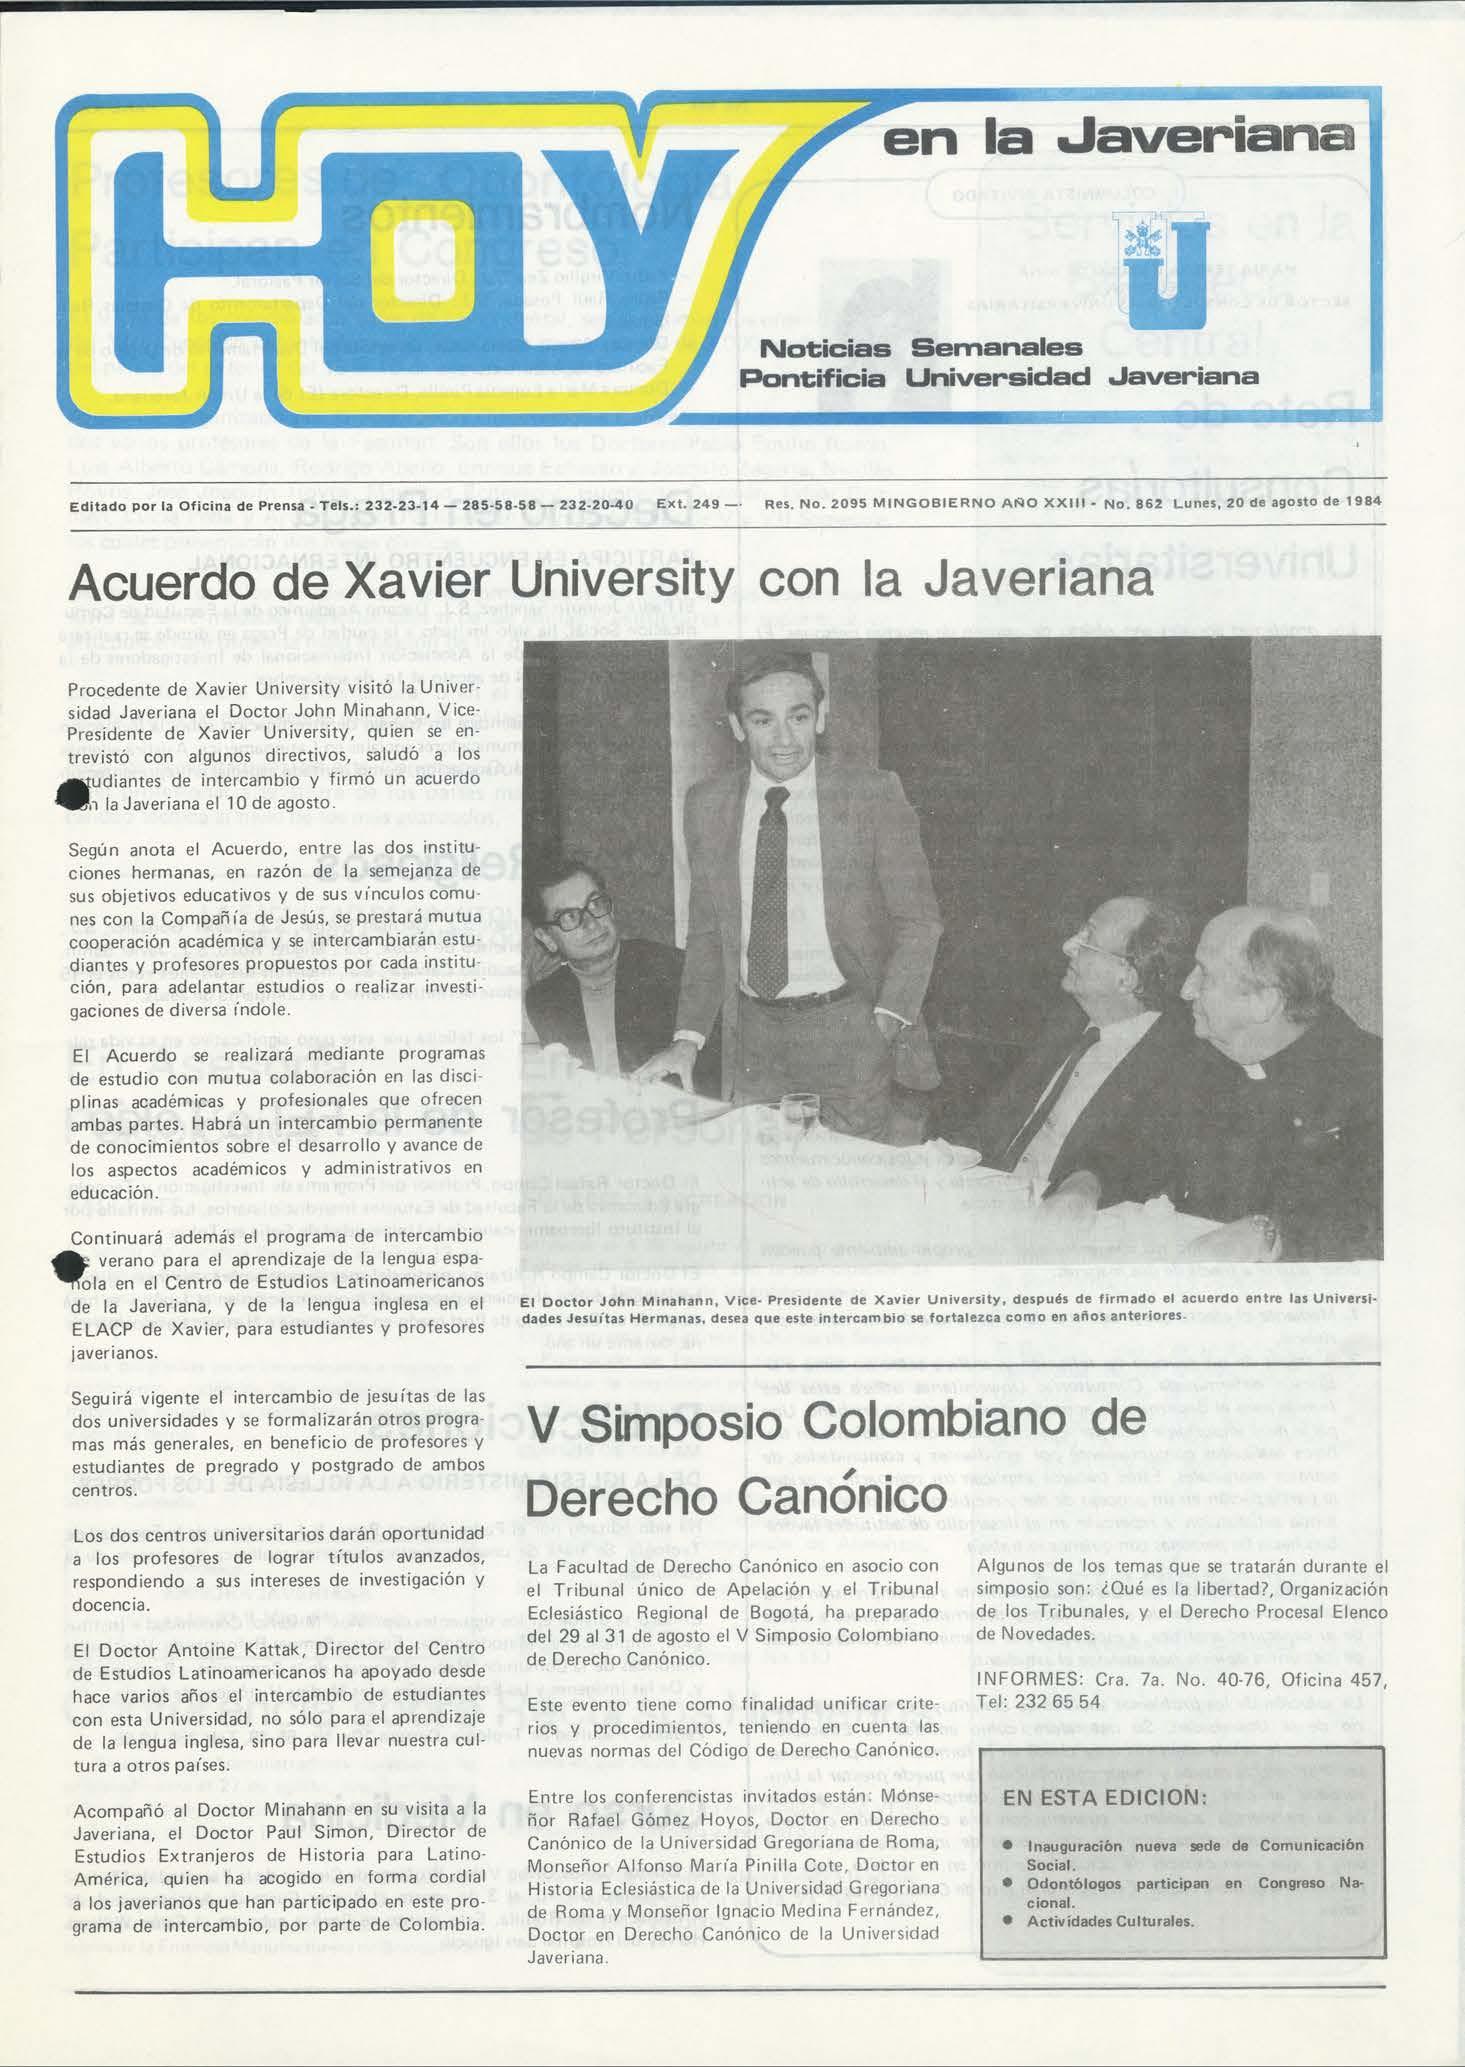 HOY
en la Javeriana
Noticias Semanales
Pontificia Universidad Javeriana
Editado por la Oficina de Prensa - Tels.: 232-23-14 — 285-58-58 — 232-20-40 Ext. 249 — Res. No. 2095 MINGOBIERNO AÑO XXIII - No. 862 Lunes, 20 de agosto de 1984
Acuerdo de Xavier University con la Javeriana
Procedente de Xavier University visitó la Univer-
sidad Javeriana el Doctor John Minahann, Vice-
Presidente de Xavier University, quien se en-
trevistó con algunos directivos, saludó a los
estudiantes de intercambio y firmó un acuerdo
con la Javeriana el 10 de agosto.
Según anota el Acuerdo, entre las dos institu-
ciones hermanas, en razón de la semejanza de
sus objetivos educativos y de sus vínculos comu-
nes con la Compañía de Jesús, se prestará mutua
cooperación académica y se intercambiarán estu-
diantes y profesores propuestos por cada institu-
ción, para adelantar estudios o realizar investi-
gaciones de diversa índole.
El Acuerdo se realizará mediante programas
de estudio con mutua colaboración en las disci-
plinas académicas y profesionales que ofrecen
ambas partes. Habrá un intercambio permanente
de conocimientos sobre el desarrollo y avance de
los aspectos académicos y administrativos en
educación.
Continuará además el programa de intercambio
verano para el aprendizaje de la lengua espa-
ñola en el Centro de Estudios Latinoamericanos
de la Javeriana, y de la lengua inglesa en el
ELACP de Xavier, para estudiantes y profesores
javerianos.
Seguirá vigente el intercambio de jesuítas de las
dos universidades y se formalizarán otros progra-
mas más generales, en beneficio de profesores y
estudiantes de pregrado y postgrado de ambos
centros.
Los dos centros universitarios darán oportunidad
a los profesores de lograr títulos avanzados,
respondiendo a sus intereses de investigación y
docencia.
El Doctor Antoine Kattak, Director del Centro
de Estudios Latinoamericanos ha apoyado desde
hace varios años el intercambio de estudiantes
con esta Universidad, no sólo para el aprendizaje
de la lengua inglesa, sino para llevar nuestra cul-
tura a otros países.
Acompañó al Doctor Minahann en su visita a la
Javeriana, el Doctor Paul Simon, Director de
Estudios Extranjeros de Historia para Latino-
América, quien ha acogido en forma cordial
a los javerianos que han participado en este pro-
grama de intercambio, por parte de Colombia.
El Doctor John Minahann, Vice- Presidente de Xavier University, después de firmado el acuerdo entre las Universi-
dades Jesuítas Hermanas, desea que este intercambio se fortalezca como en años anteriores.
V Simposio Colombiano de
Derecho Canónico
La Facultad de Derecho Canónico en asocio con
el Tribunal único de Apelación y el Tribunal
Eclesiástico Regional de Bogotá, ha preparado
del 29 al 31 de agosto el V Simposio Colombiano
de Derecho Canónico.
Este evento tiene como finalidad unificar crite-
rios y procedimientos, teniendo en cuenta las
nuevas normas del Código de Derecho Canónico.
Entre los conferencistas invitados están: Monse-
ñor Rafael Gómez Hoyos, Doctor en Derecho
Canónico de la Universidad Gregoriana de Roma,
Monseñor Alfonso María Pinilla Cote, Doctor en
Historia Eclesiástica de la Universidad Gregoriana
de Roma y Monseñor Ignacio Medina Fernández,
Doctor en Derecho Canónico de la Universidad
Javeriana.
Algunos de los temas que se tratarán durante el
simposio son: ¿Qué es la libertad?, Organización
de los Tribunales, y el Derecho Procesal Elenco
de Novedades.
INFORMES: Cra. 7a. No. 40-76, Oficina 457,
Tel: 232 65 54
EN ESTA EDICION:
● Inauguración nueva sede de Comunicación
Social.
● Odontólogos participan en Congreso Na-
cional.
● Actividades Culturales.